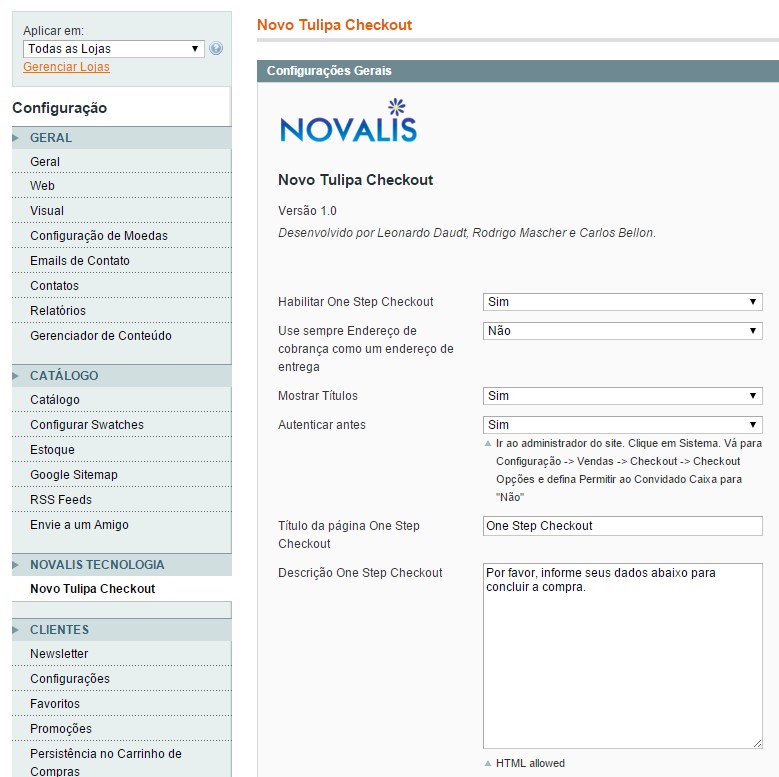 Aplicar em:
Todas as Lojas
Gerenciar Lojas
Configuração
GERAL
Geral
Web
Visual
Configuração de Moedas
Emails de Contato
Contatos
Relatórios
Gerenciador de Conteúdo
CATÁLOGO
Catálogo
Configurar Swatches
Estoque
Google Sitemap
RSS Feeds
Envie a um Amigo
NOVALIS TECNOLOGIA
Novo Tulipa Checkout
CLIENTES
Newsletter
Configurações
Favoritos
Promoções
Persistência no Carrinho de
Compras
Novo Tulipa Checkout
Configurações Gerais
NOVALIS
Novo Tulipa Checkout
Versão 1.0
Desenvolvido por Leonardo Daudt, Rodrigo Mascher e Carlos Bellon.
Habilitar One Step Checkout
Sim
Use sempre Endereço de
cobrança como um endereço de
entrega
Não
Mostrar Títulos
Sim
Autenticar antes
Sim
Ir ao administrador do site. Clique em Sistema. Vá para
Configuração -> Vendas -> Checkout -> Checkout
Opções e defina Permitir ao Convidado Caixa para
"Não"
Título da página One Step
Checkout
One Step Checkout
Descrição One Step Checkout
Por favor, informe seus dados abaixo para
concluir a compra.
HTML allowed